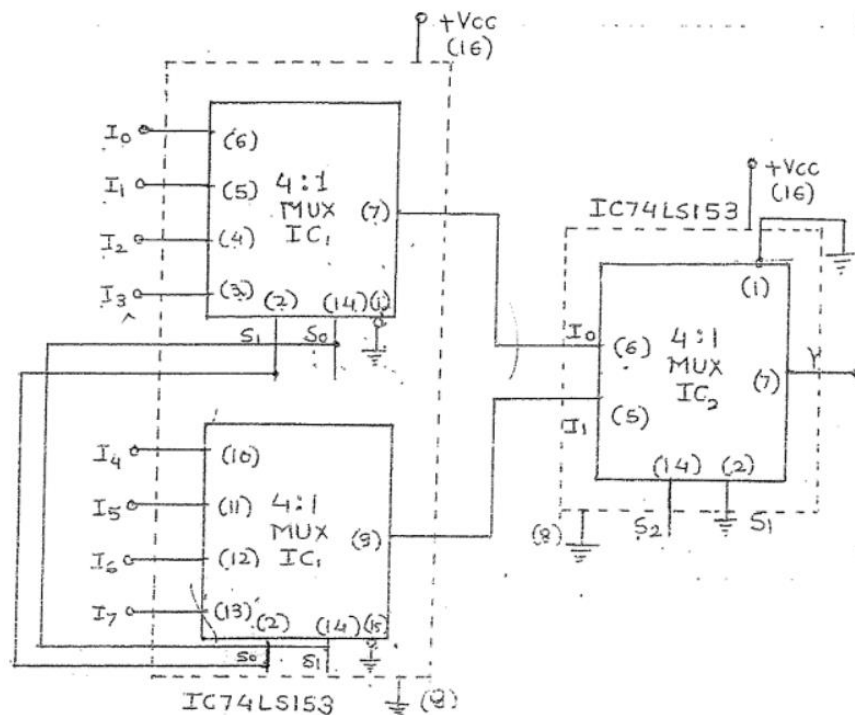 +Vcc
(16)
I0
(6)
I1
(5)
4:1
MUX
IC1
(7)
I2
(4)
I3
(3)
(2)
(14)
S1
S0
+Vcc
(16)
IC74LS153
(1)
I0
(6)
4:1
MUX
IC2
(7)
Y
I1
(5)
(14)
(2)
S2
S1
(8)
I4
(10)
I5
(11)
4:1
MUX
IC1
(9)
I6
(12)
I7
(13)
(2)
(14)
(15)
S0
S1
IC74LS153
(8)